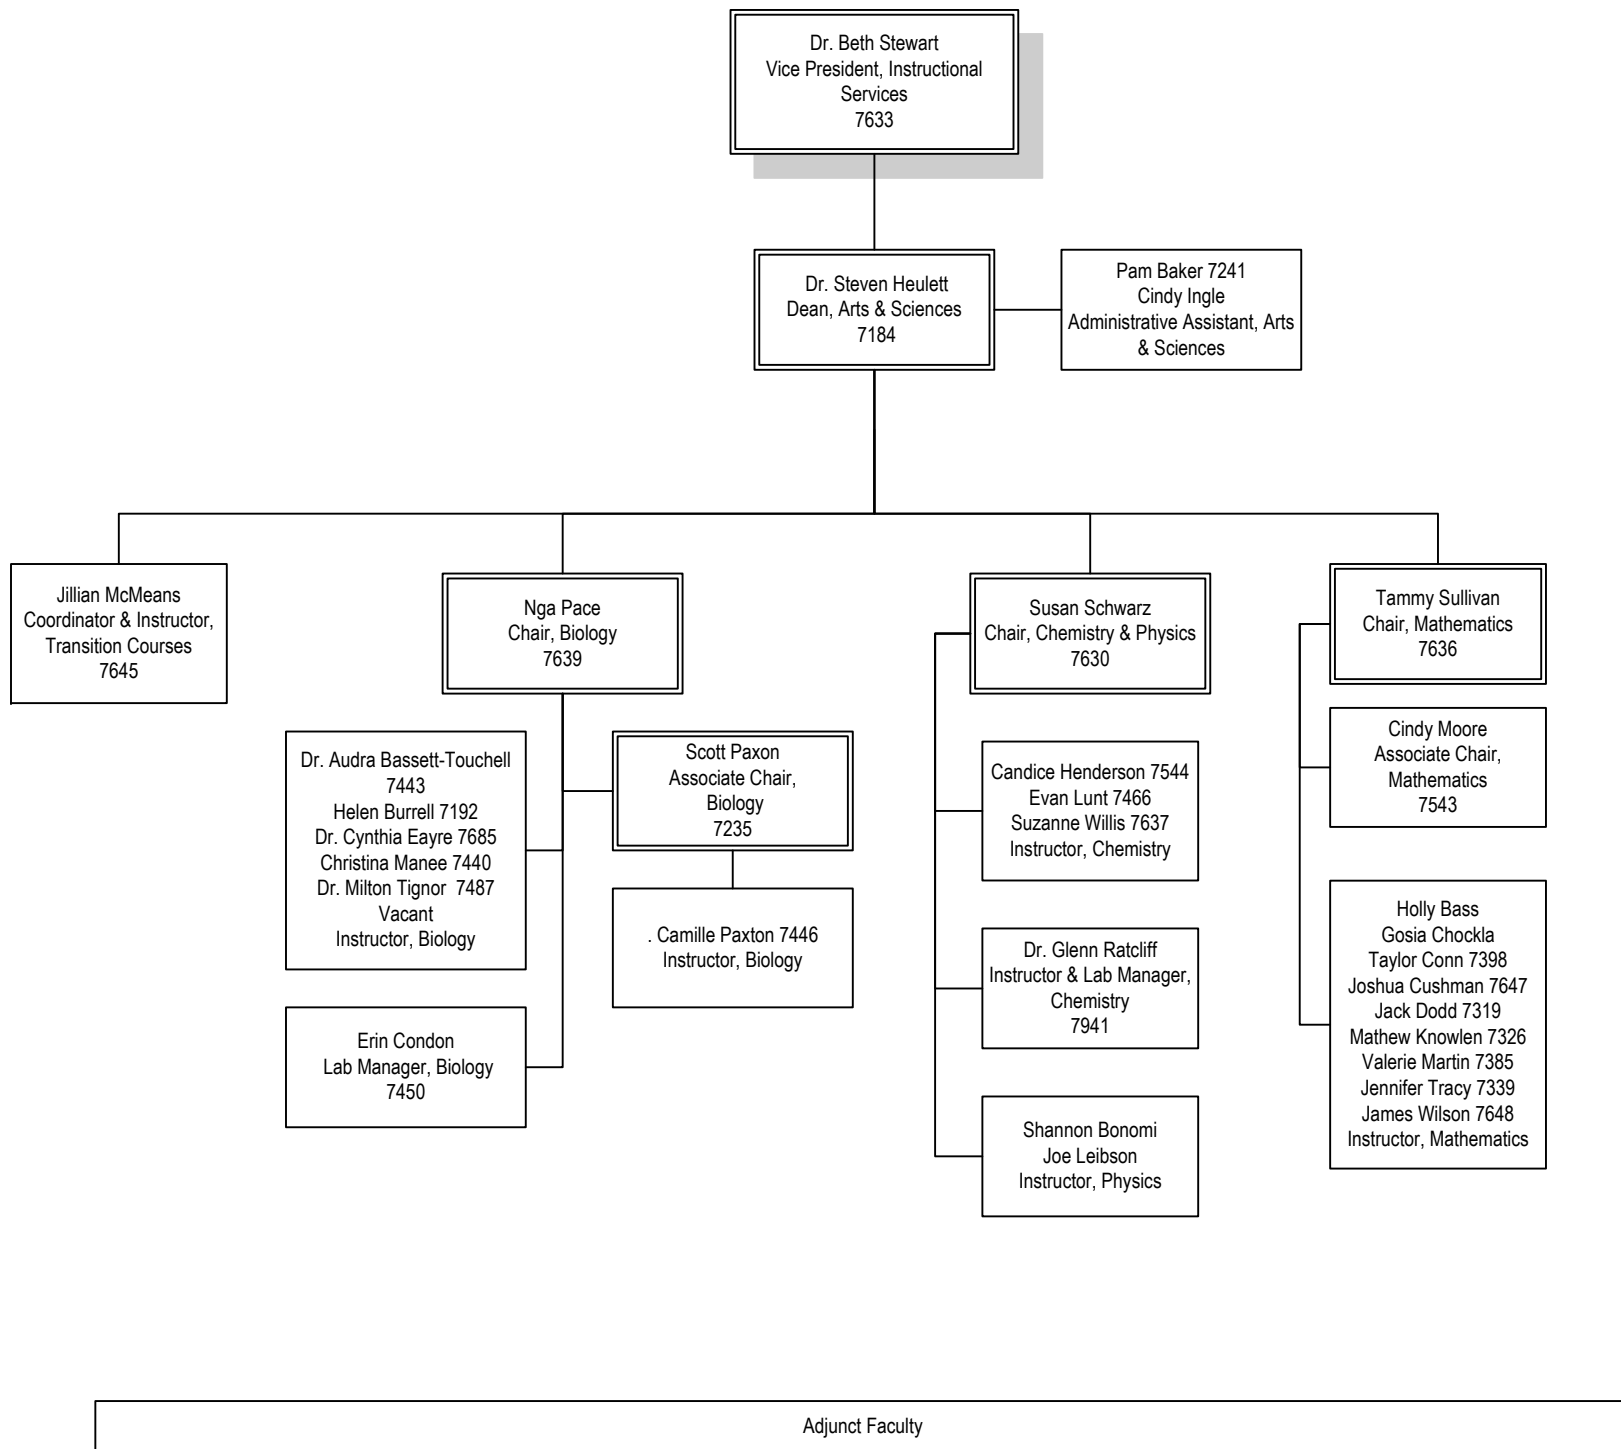 Dr. Beth Stewart
Vice President, Instructional
Services
7633
Dr. Steven Heulett
Dean, Arts & Sciences
7184
Pam Baker 7241
Cindy Ingle
Administrative Assistant, Arts
& Sciences
Jillian McMeans
Coordinator & Instructor,
Transition Courses
7645
Nga Pace
Chair, Biology
7639
Dr. Audra Bassett-Touchell
7443
Helen Burrell 7192
Dr. Cynthia Eayre 7685
Christina Manee 7440
Dr. Milton Tignor 7487
Vacant
Instructor, Biology
Erin Condon
Lab Manager, Biology
7450
Scott Paxon
Associate Chair,
Biology
7235
. Camille Paxton 7446
Instructor, Biology
Susan Schwarz
Chair, Chemistry & Physics
7630
Candice Henderson 7544
Evan Lunt 7466
Suzanne Willis 7637
Instructor, Chemistry
Dr. Glenn Ratcliff
Instructor & Lab Manager,
Chemistry
7941
Shannon Bonomi
Joe Leibson
Instructor, Physics
Tammy Sullivan
Chair, Mathematics
7636
Cindy Moore
Associate Chair,
Mathematics
7543
Holly Bass
Gosia Chockla
Taylor Conn 7398
Joshua Cushman 7647
Jack Dodd 7319
Mathew Knowlen 7326
Valerie Martin 7385
Jennifer Tracy 7339
James Wilson 7648
Instructor, Mathematics
Adjunct Faculty